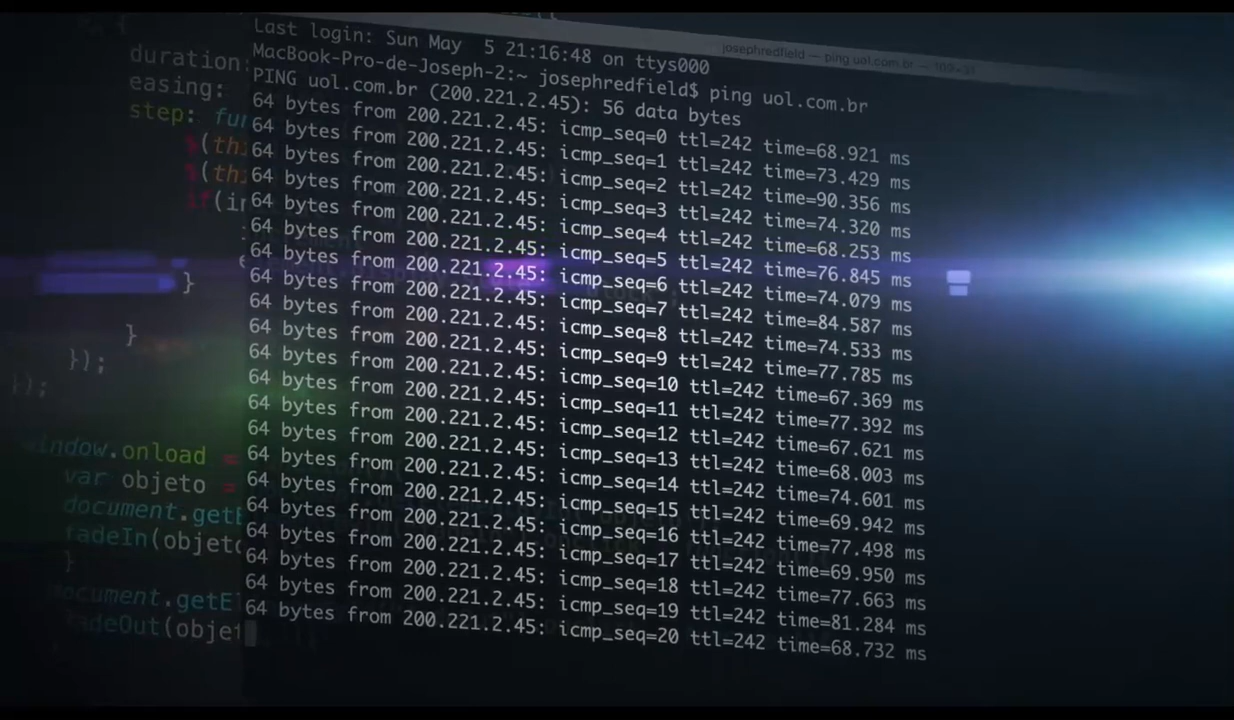 josephredfield — ping uol.com.br —
Last login: Sun May  5 21:16:48 on ttys000
MacBook-Pro-de-Joseph-2:~ josephredfield$ ping uol.com.br
PING uol.com.br (200.221.2.45): 56 data bytes
64 bytes from 200.221.2.45: icmp_seq=0 ttl=242 time=68.921 ms
64 bytes from 200.221.2.45: icmp_seq=1 ttl=242 time=73.429 ms
64 bytes from 200.221.2.45: icmp_seq=2 ttl=242 time=90.356 ms
64 bytes from 200.221.2.45: icmp_seq=3 ttl=242 time=74.320 ms
64 bytes from 200.221.2.45: icmp_seq=4 ttl=242 time=68.253 ms
64 bytes from 200.221.2.45: icmp_seq=5 ttl=242 time=76.845 ms
64 bytes from 200.221.2.45: icmp_seq=6 ttl=242 time=74.079 ms
64 bytes from 200.221.2.45: icmp_seq=7 ttl=242 time=84.587 ms
64 bytes from 200.221.2.45: icmp_seq=8 ttl=242 time=74.533 ms
64 bytes from 200.221.2.45: icmp_seq=9 ttl=242 time=77.785 ms
64 bytes from 200.221.2.45: icmp_seq=10 ttl=242 time=67.369 ms
64 bytes from 200.221.2.45: icmp_seq=11 ttl=242 time=77.392 ms
64 bytes from 200.221.2.45: icmp_seq=12 ttl=242 time=67.621 ms
64 bytes from 200.221.2.45: icmp_seq=13 ttl=242 time=68.003 ms
64 bytes from 200.221.2.45: icmp_seq=14 ttl=242 time=74.601 ms
64 bytes from 200.221.2.45: icmp_seq=15 ttl=242 time=69.942 ms
64 bytes from 200.221.2.45: icmp_seq=16 ttl=242 time=77.498 ms
64 bytes from 200.221.2.45: icmp_seq=17 ttl=242 time=69.950 ms
64 bytes from 200.221.2.45: icmp_seq=18 ttl=242 time=77.663 ms
64 bytes from 200.221.2.45: icmp_seq=19 ttl=242 time=81.284 ms
64 bytes from 200.221.2.45: icmp_seq=20 ttl=242 time=68.732 ms
duration:
easing:
step: fu
}(thi
$(thi
if(in
}
}
});
});
window.onload =
var objeto =
document.getE
fadeIn(objeto
}
document.getEl
fadeOut(objet